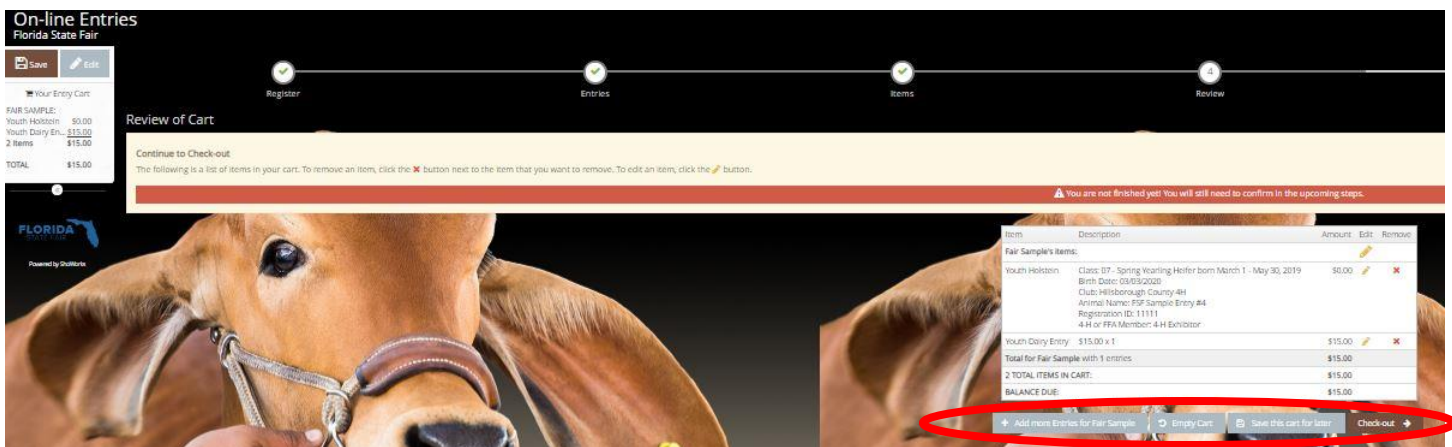 On-line Entries
Florida State Fair
Save
Edit
Your Entry Cart
FAIR SAMPLE:
Youth Holstein $0.00
Youth Dairy En... $15.00
2 Items $15.00
TOTAL $15.00
FLORIDA
STATE FAIR
Powered by ShoWorks
Register
Entries
Items
4
Review
Review of Cart
Continue to Check-out
The following is a list of items in your cart. To remove an item, click the ✖ button next to the item that you want to remove. To edit an item, click the button.
You are not finished yet! You will still need to confirm in the upcoming steps.
Item Description Amount Edit Remove
Fair Sample's items:
Youth Holstein Class: 07 - Spring Yearling Heifer born March 1 - May 30, 2019 $0.00
Birth Date: 03/03/2020
Club: Hillsborough County 4H
Animal Name: FSF Sample Entry #4
Registration ID: 11111
4-H or FFA Member: 4-H Exhibitor
Youth Dairy Entry $15.00 x 1 $15.00
Total for Fair Sample with 1 entries $15.00
2 TOTAL ITEMS IN CART: $15.00
BALANCE DUE: $15.00
+ Add more Entries for Fair Sample
Empty Cart
Save this cart for later
Check-out